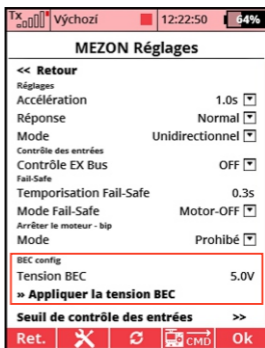 Tx Výchozí 12:22:50 64%
MEZON Réglages
<< Retour
Réglages
Accélération 1.0s
Réponse Normal
Mode Unidirectionnel
Contrôle des entrées
Contrôle EX Bus OFF
Fail-Safe
Temporisation Fail-Safe 0.3s
Mode Fail-Safe Motor-OFF
Arrêter le moteur - bip
Mode Prohibé
BEC config
Tension BEC 5.0V
» Appliquer la tension BEC
Seuil de contrôle des entrées >>
Ret. CMD Ok